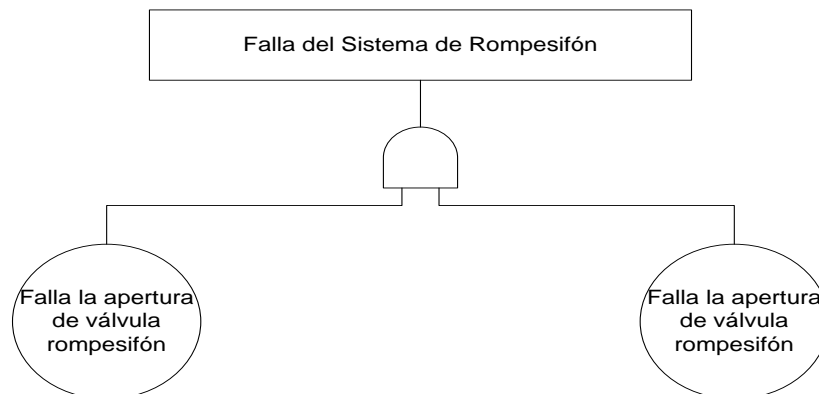 Falla del Sistema de Rompesifón
Falla la apertura
de válvula
rompesifón
Falla la apertura
de válvula
rompesifón